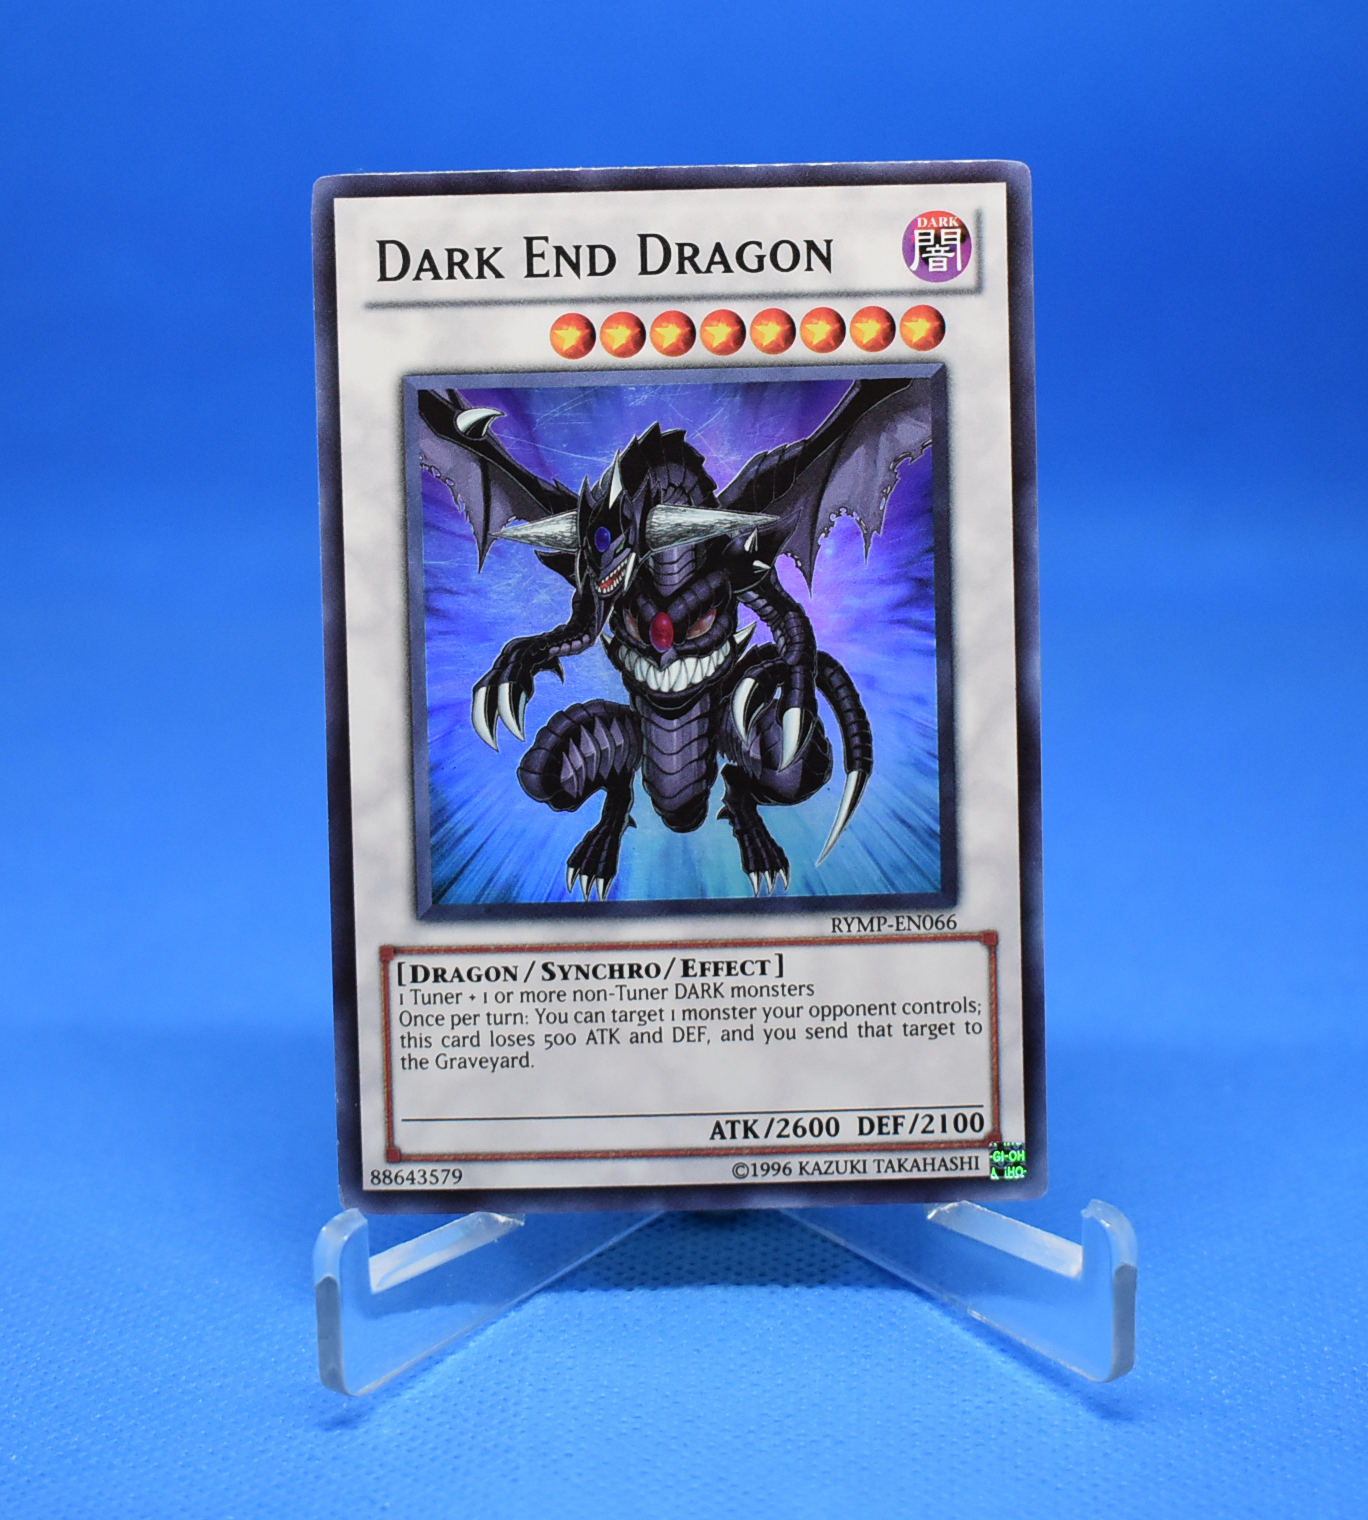 DARK END DRAGON
DARK
闇
RYMP-EN066
[DRAGON/SYNCHRO/EFFECT]
1 Tuner + 1 or more non-Tuner DARK monsters
Once per turn: You can target 1 monster your opponent controls;
this card loses 500 ATK and DEF, and you send that target to
the Graveyard.
ATK/2600 DEF/2100
88643579
©1996 KAZUKI TAKAHASHI